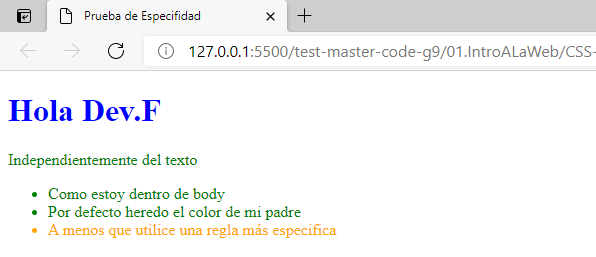 Prueba de Especifidad
127.0.0.1:5500/test-master-code-g9/01.IntroALaWeb/CSS-
Hola Dev.F
Independientemente del texto
Como estoy dentro de body
Por defecto heredo el color de mi padre
A menos que utilice una regla más especifica